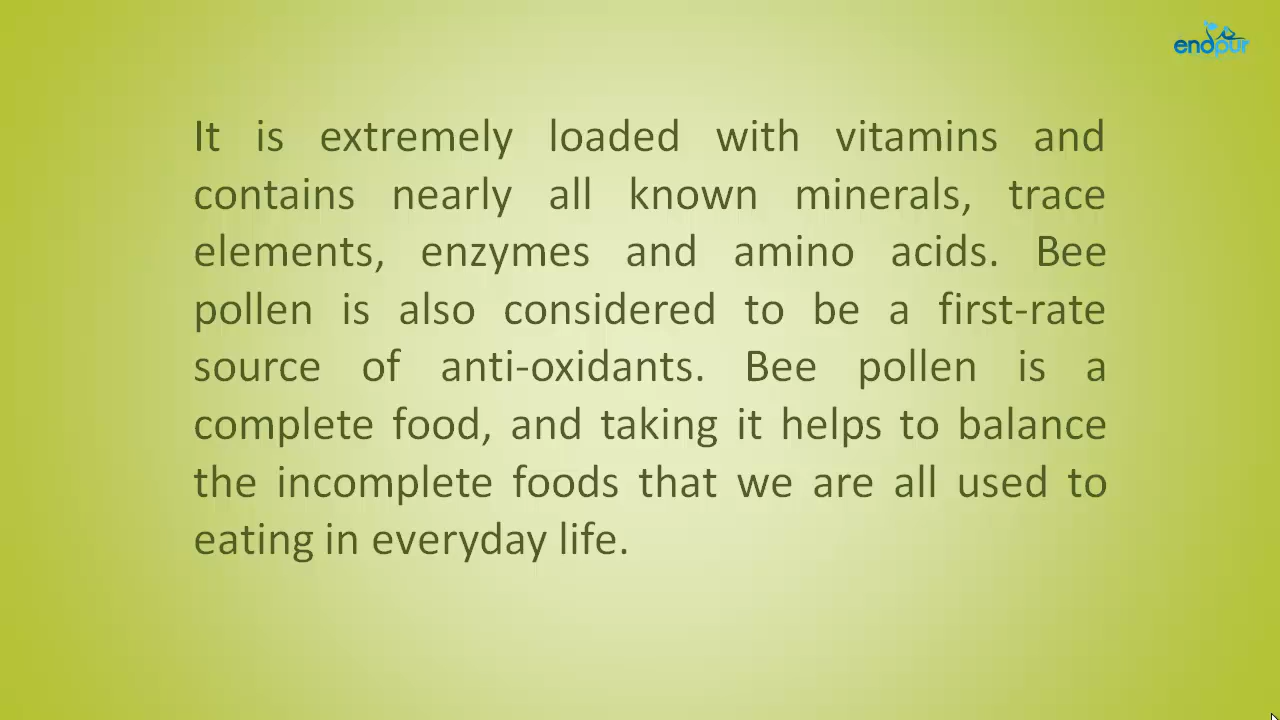 endpur
It is extremely loaded with vitamins and
contains nearly all known minerals, trace
elements, enzymes and amino acids. Bee
pollen is also considered to be a first-rate
source of anti-oxidants. Bee pollen is a
complete food, and taking it helps to balance
the incomplete foods that we are all used to
eating in everyday life.